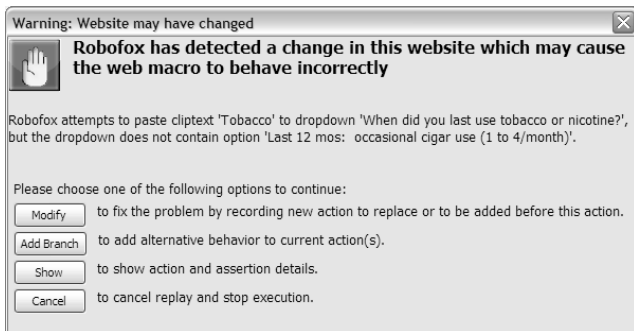 Warning: Website may have changed
Robofox has detected a change in this website which may cause
the web macro to behave incorrectly
Robofox attempts to paste cliptext 'Tobacco' to dropdown 'When did you last use tobacco or nicotine?',
but the dropdown does not contain option 'Last 12 mos:  occasional cigar use (1 to 4/month)'.
Please choose one of the following options to continue:
Modify to fix the problem by recording new action to replace or to be added before this action.
Add Branch to add alternative behavior to current action(s).
Show to show action and assertion details.
Cancel to cancel replay and stop execution.